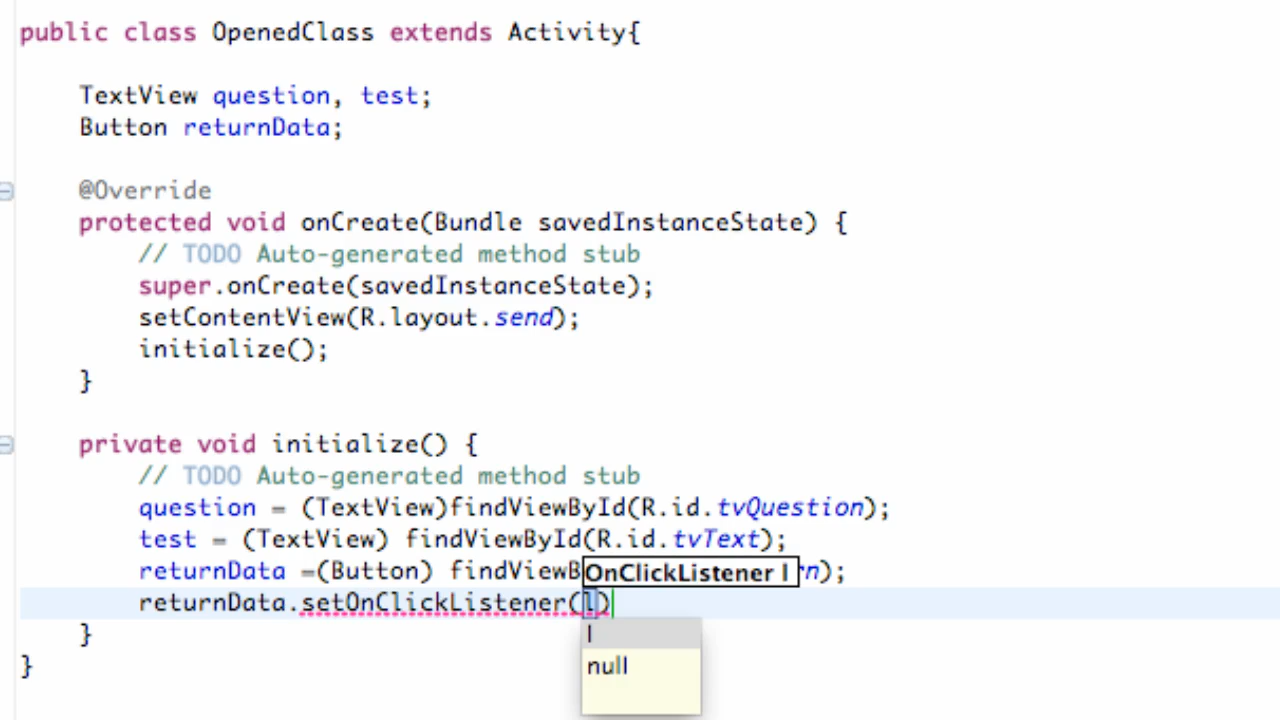 public class OpenedClass extends Activity{
TextView question, test;
Button returnData;
@Override
protected void onCreate(Bundle savedInstanceState) {
// TODO Auto-generated method stub
super.onCreate(savedInstanceState);
setContentView(R.layout.send);
initialize();
}
private void initialize() {
// TODO Auto-generated method stub
question = (TextView)findViewById(R.id.tvQuestion);
test = (TextView) findViewById(R.id.tvText);
returnData =(Button) findViewB OnClickListener l n);
returnData.setOnClickListener(l)
l
null
}
}